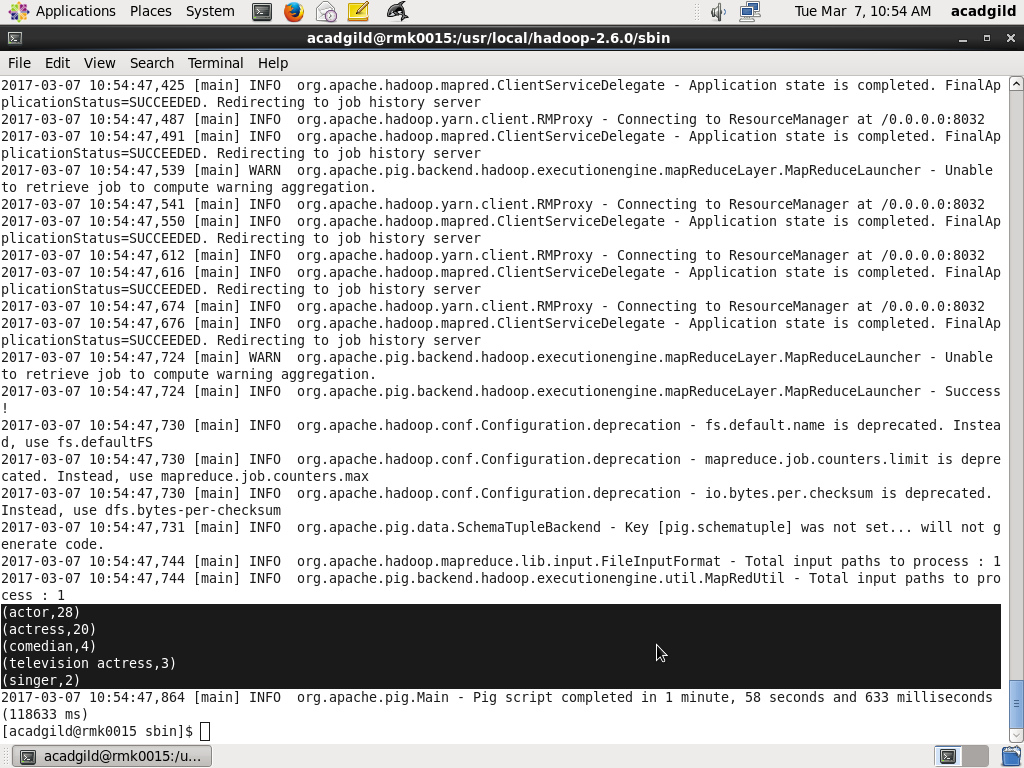 Applications Places System
Tue Mar 7, 10:54 AM acadgild
acadgild@rmk0015:/usr/local/hadoop-2.6.0/sbin
File Edit View Search Terminal Help
2017-03-07 10:54:47,425 [main] INFO  org.apache.hadoop.mapred.ClientServiceDelegate - Application state is completed. FinalAp
plicationStatus=SUCCEEDED. Redirecting to job history server
2017-03-07 10:54:47,487 [main] INFO  org.apache.hadoop.yarn.client.RMProxy - Connecting to ResourceManager at /0.0.0.0:8032
2017-03-07 10:54:47,491 [main] INFO  org.apache.hadoop.mapred.ClientServiceDelegate - Application state is completed. FinalAp
plicationStatus=SUCCEEDED. Redirecting to job history server
2017-03-07 10:54:47,539 [main] WARN  org.apache.pig.backend.hadoop.executionengine.mapReduceLayer.MapReduceLauncher - Unable
to retrieve job to compute warning aggregation.
2017-03-07 10:54:47,541 [main] INFO  org.apache.hadoop.yarn.client.RMProxy - Connecting to ResourceManager at /0.0.0.0:8032
2017-03-07 10:54:47,550 [main] INFO  org.apache.hadoop.mapred.ClientServiceDelegate - Application state is completed. FinalAp
plicationStatus=SUCCEEDED. Redirecting to job history server
2017-03-07 10:54:47,612 [main] INFO  org.apache.hadoop.yarn.client.RMProxy - Connecting to ResourceManager at /0.0.0.0:8032
2017-03-07 10:54:47,616 [main] INFO  org.apache.hadoop.mapred.ClientServiceDelegate - Application state is completed. FinalAp
plicationStatus=SUCCEEDED. Redirecting to job history server
2017-03-07 10:54:47,674 [main] INFO  org.apache.hadoop.yarn.client.RMProxy - Connecting to ResourceManager at /0.0.0.0:8032
2017-03-07 10:54:47,676 [main] INFO  org.apache.hadoop.mapred.ClientServiceDelegate - Application state is completed. FinalAp
plicationStatus=SUCCEEDED. Redirecting to job history server
2017-03-07 10:54:47,724 [main] WARN  org.apache.pig.backend.hadoop.executionengine.mapReduceLayer.MapReduceLauncher - Unable
to retrieve job to compute warning aggregation.
2017-03-07 10:54:47,724 [main] INFO  org.apache.pig.backend.hadoop.executionengine.mapReduceLayer.MapReduceLauncher - Success
!
2017-03-07 10:54:47,730 [main] INFO  org.apache.hadoop.conf.Configuration.deprecation - fs.default.name is deprecated. Instea
d, use fs.defaultFS
2017-03-07 10:54:47,730 [main] INFO  org.apache.hadoop.conf.Configuration.deprecation - mapreduce.job.counters.limit is depre
cated. Instead, use mapreduce.job.counters.max
2017-03-07 10:54:47,730 [main] INFO  org.apache.hadoop.conf.Configuration.deprecation - io.bytes.per.checksum is deprecated.
Instead, use dfs.bytes-per-checksum
2017-03-07 10:54:47,731 [main] INFO  org.apache.pig.data.SchemaTupleBackend - Key [pig.schematuple] was not set... will not g
enerate code.
2017-03-07 10:54:47,744 [main] INFO  org.apache.hadoop.mapreduce.lib.input.FileInputFormat - Total input paths to process : 1
2017-03-07 10:54:47,744 [main] INFO  org.apache.pig.backend.hadoop.executionengine.util.MapRedUtil - Total input paths to pro
cess : 1
(actor,28)
(actress,20)
(comedian,4)
(television actress,3)
(singer,2)
2017-03-07 10:54:47,864 [main] INFO  org.apache.pig.Main - Pig script completed in 1 minute, 58 seconds and 633 milliseconds
(118633 ms)
[acadgild@rmk0015 sbin]$
acadgild@rmk0015:/u...